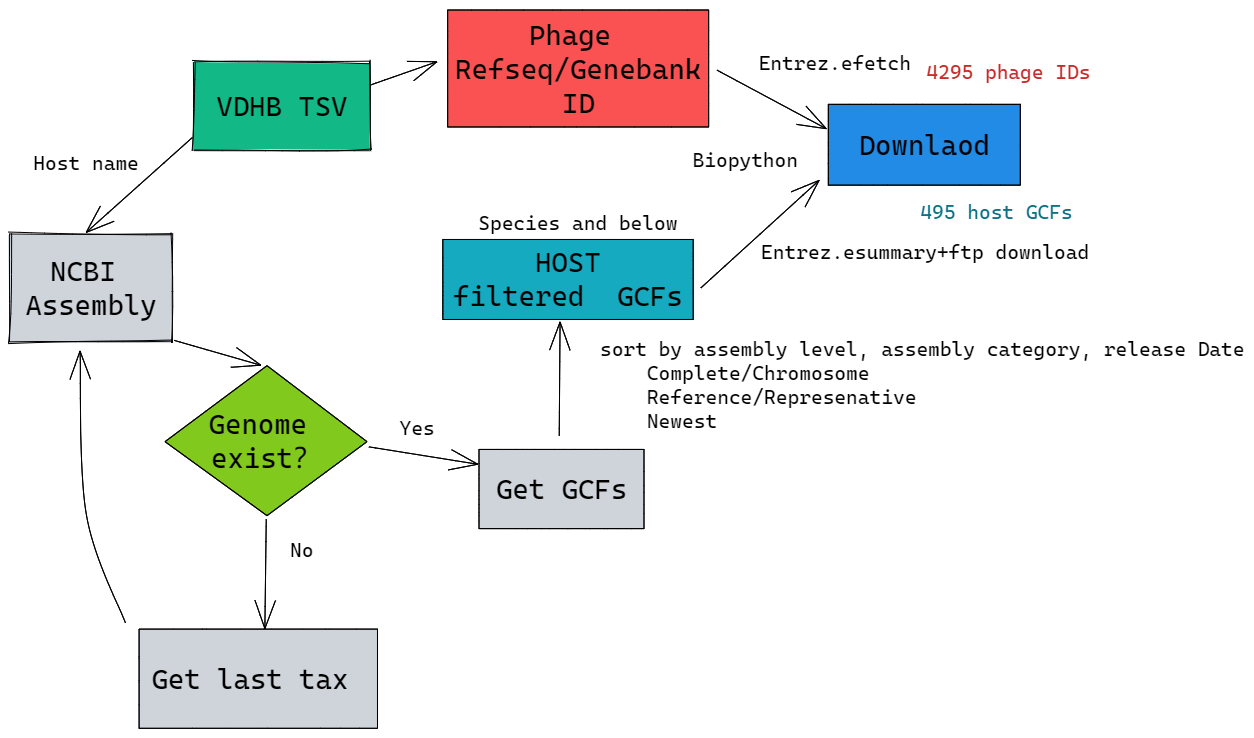 Phage
Refseq/Genebank
ID
VDHB TSV
Entrez.efetch
4295 phage IDs
Downlaod
Host name
Biopython
495 host GCFs
Species and below
HOST
filtered  GCFs
Entrez.esummary+ftp download
NCBI
Assembly
sort by assembly level, assembly category, release Date
Complete/Chromosome
Reference/Represenative
Newest
Genome
exist?
Yes
Get GCFs
No
Get last tax